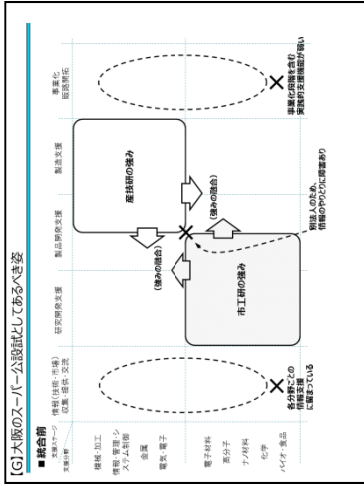 【G】大阪のスーパー公設試としてあるべき姿
■ 統合前
支援ステージ
支援分野
情報(技術・市場)
収集・提供・交流
研究開発支援
製品開発支援
製造支援
事業化
販路開拓
機械・加工
情報・管理・シ
ステム制御
金属
電気・電子
電子材料
高分子
ナノ材料
化学
バイオ・食品
産技研の強み
(強みの融合)
(強みの融合)
市工研の強み
各分野ごとの
情報支援
に留まっている
別法人のため、
情報のやりとりに障害あり
事業化段階を含む
実践的支援機能が弱い